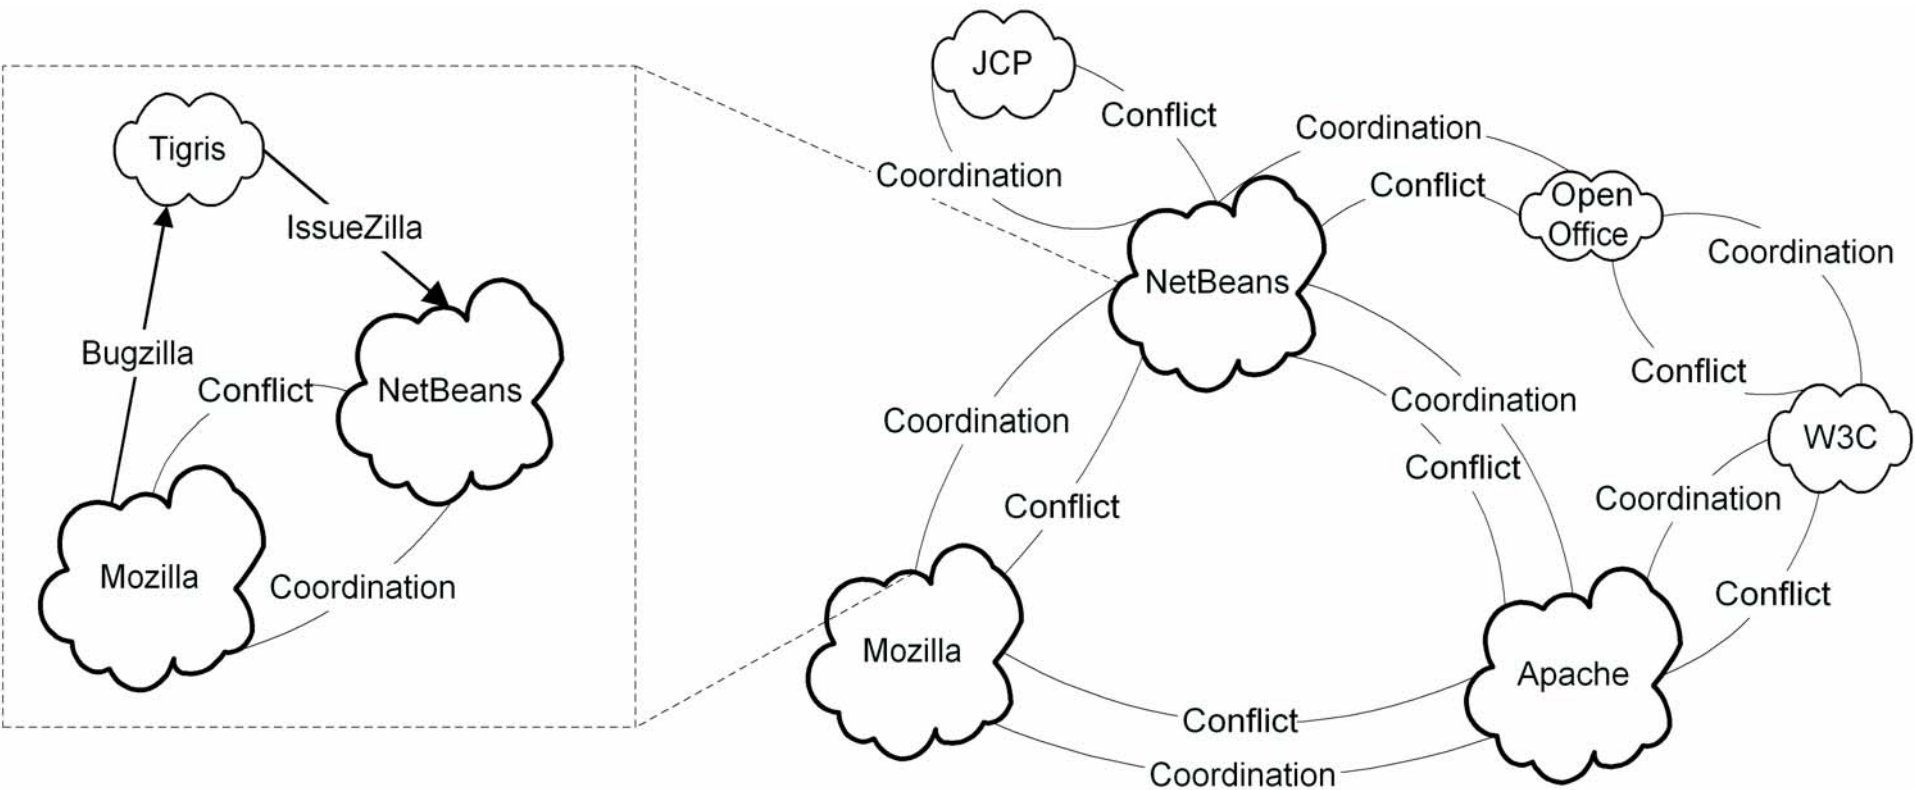 Tigris
IssueZilla
Bugzilla
Conflict
NetBeans
Mozilla
Coordination
JCP
Conflict
Coordination
Coordination
Conflict
Open
Office
Coordination
NetBeans
Conflict
Coordination
Coordination
W3C
Conflict
Coordination
Conflict
Conflict
Mozilla
Apache
Conflict
Coordination